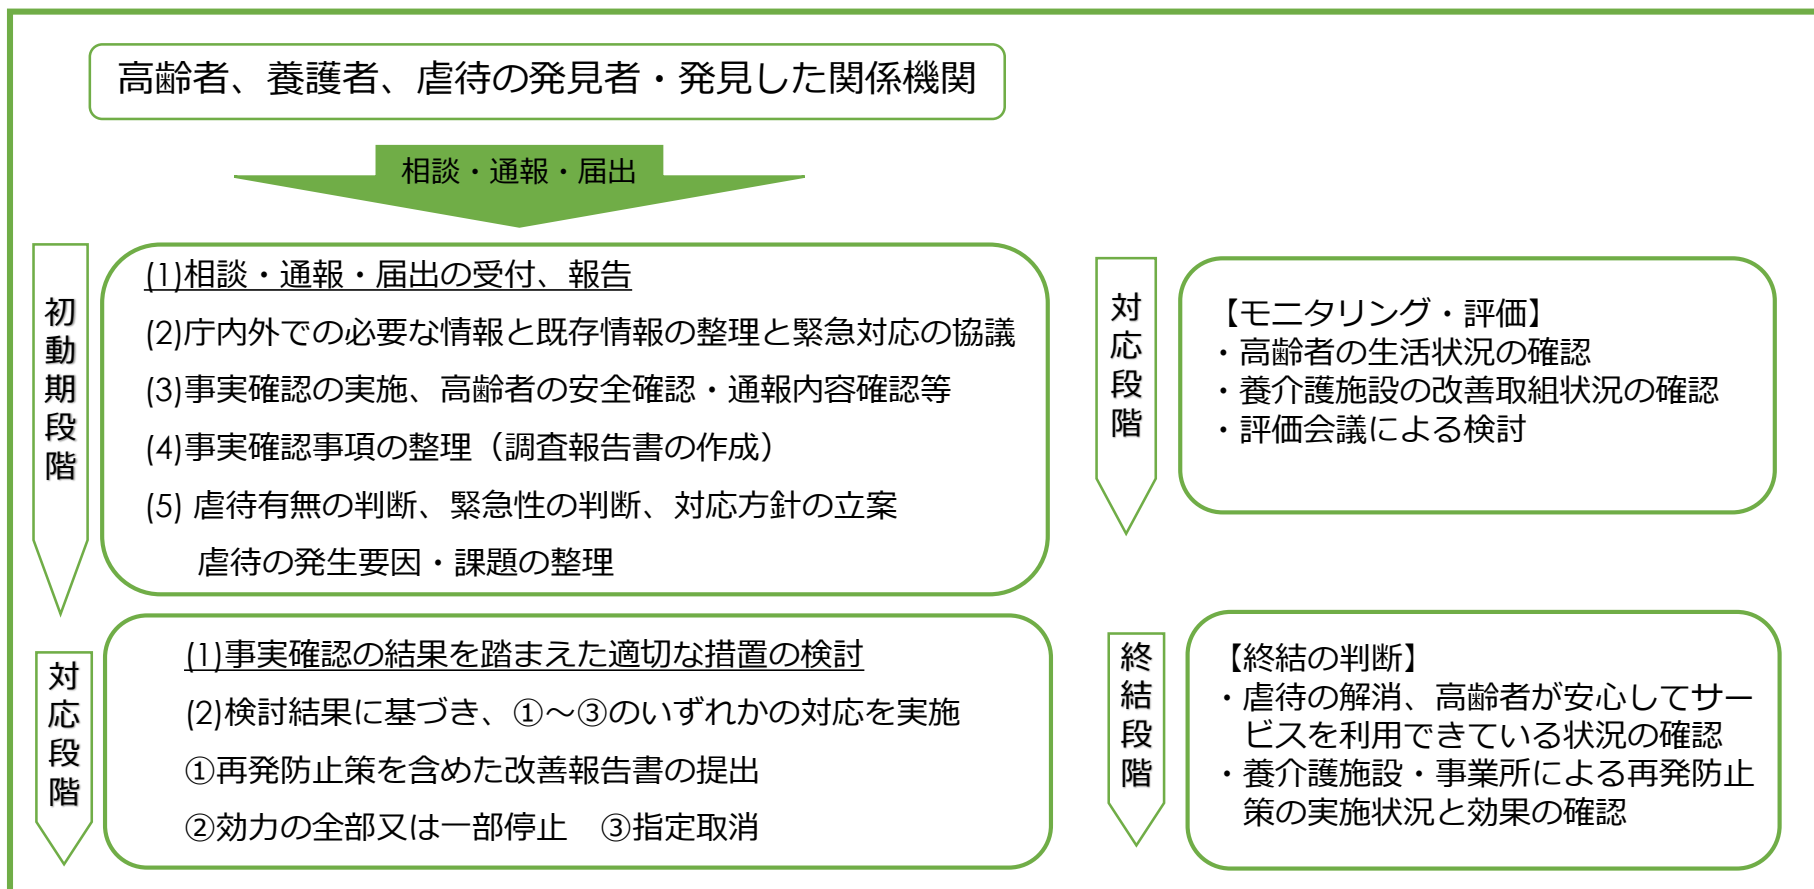 高齢者、養護者、虐待の発見者・発見した関係機関
相談・通報・届出
初動期段階
(1)相談・通報・届出の受付、報告
(2)庁内外での必要な情報と既存情報の整理と緊急対応の協議
(3)事実確認の実施、高齢者の安全確認・通報内容確認等
(4)事実確認事項の整理（調査報告書の作成）
(5) 虐待有無の判断、緊急性の判断、対応方針の立案
虐待の発生要因・課題の整理
対応段階
(1)事実確認の結果を踏まえた適切な措置の検討
(2)検討結果に基づき、①～③のいずれかの対応を実施
①再発防止策を含めた改善報告書の提出
②効力の全部又は一部停止　③指定取消
対応段階
【モニタリング・評価】
・高齢者の生活状況の確認
・養介護施設の改善取組状況の確認
・評価会議による検討
終結段階
【終結の判断】
・虐待の解消、高齢者が安心してサー
ビスを利用できている状況の確認
・養介護施設・事業所による再発防止
策の実施状況と効果の確認